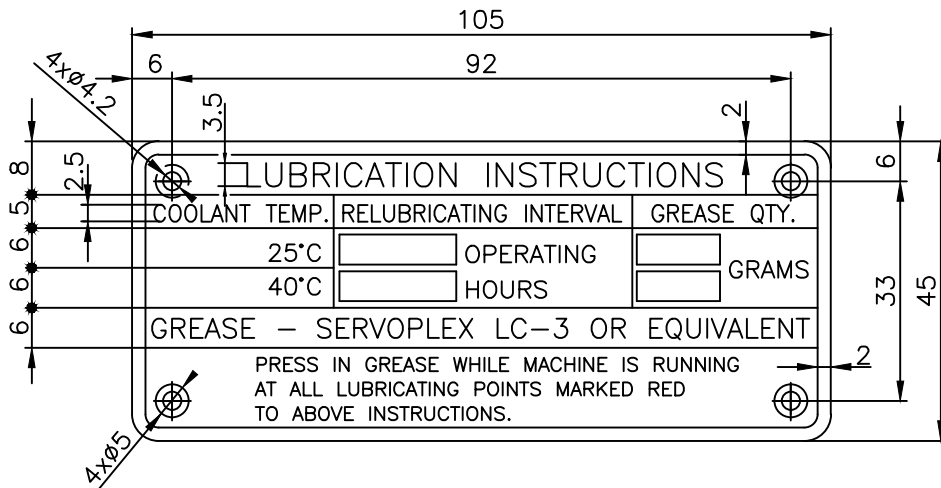 105
6 92
4xø4.2
3.5
2
8
2.5
6
LUBRICATION INSTRUCTIONS
5
COOLANT TEMP. RELUBRICATING INTERVAL GREASE QTY.
6
25°C OPERATING
GRAMS
6
40°C HOURS
33
45
6
GREASE – SERVOPLEX LC–3 OR EQUIVALENT
2
PRESS IN GREASE WHILE MACHINE IS RUNNING
AT ALL LUBRICATING POINTS MARKED RED
TO ABOVE INSTRUCTIONS.
4xø5